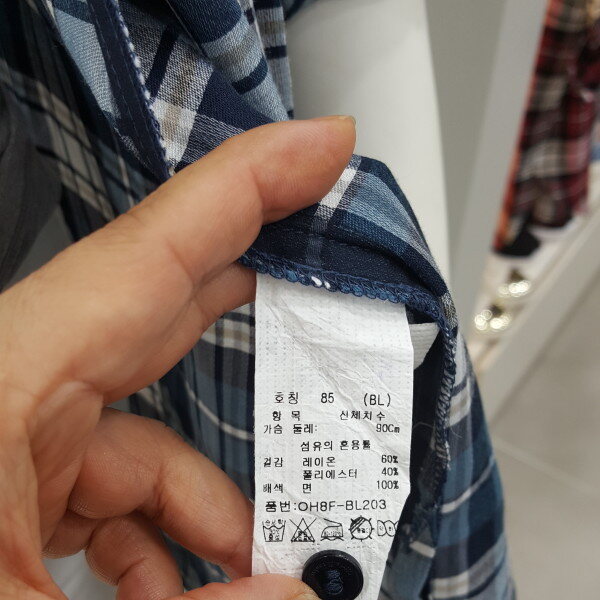 호칭 85 (BL)
항 목 신체치수
가슴 둘레: 90Cm
섬유의 혼용률
겉감 레이온 60%
폴리에스터 40%
배색 면 100%
품번:OH8F-BL203